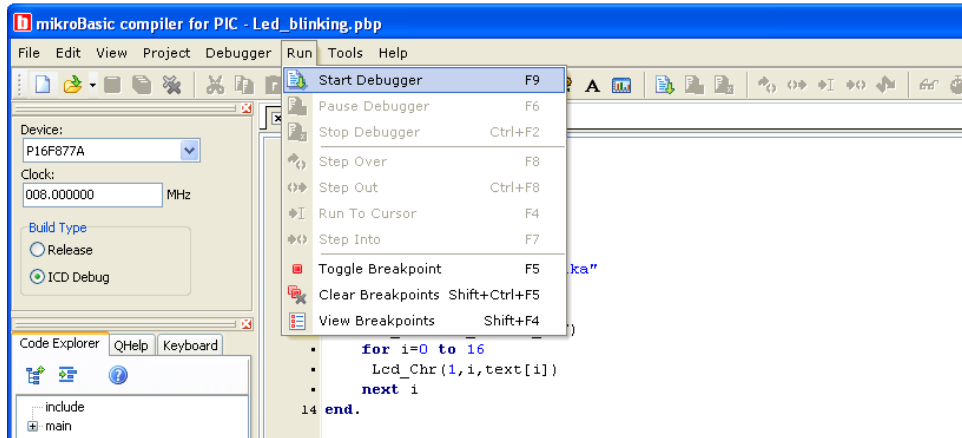 mikroBasic compiler for PIC - Led_blinking.pbp
File Edit View Project Debugger Run Tools Help
Start Debugger F9
Pause Debugger F6
Stop Debugger Ctrl+F2
Step Over F8
Step Out Ctrl+F8
Run To Cursor F4
Step Into F7
Toggle Breakpoint F5
Clear Breakpoints Shift+Ctrl+F5
View Breakpoints Shift+F4
Device:
P16F877A
Clock:
008.000000 MHz
Build Type
Release
ICD Debug
Code Explorer QHelp Keyboard
include
main
ka"
for i=0 to 16
Lcd_Chr(1,i,text[i])
next i
14 end.